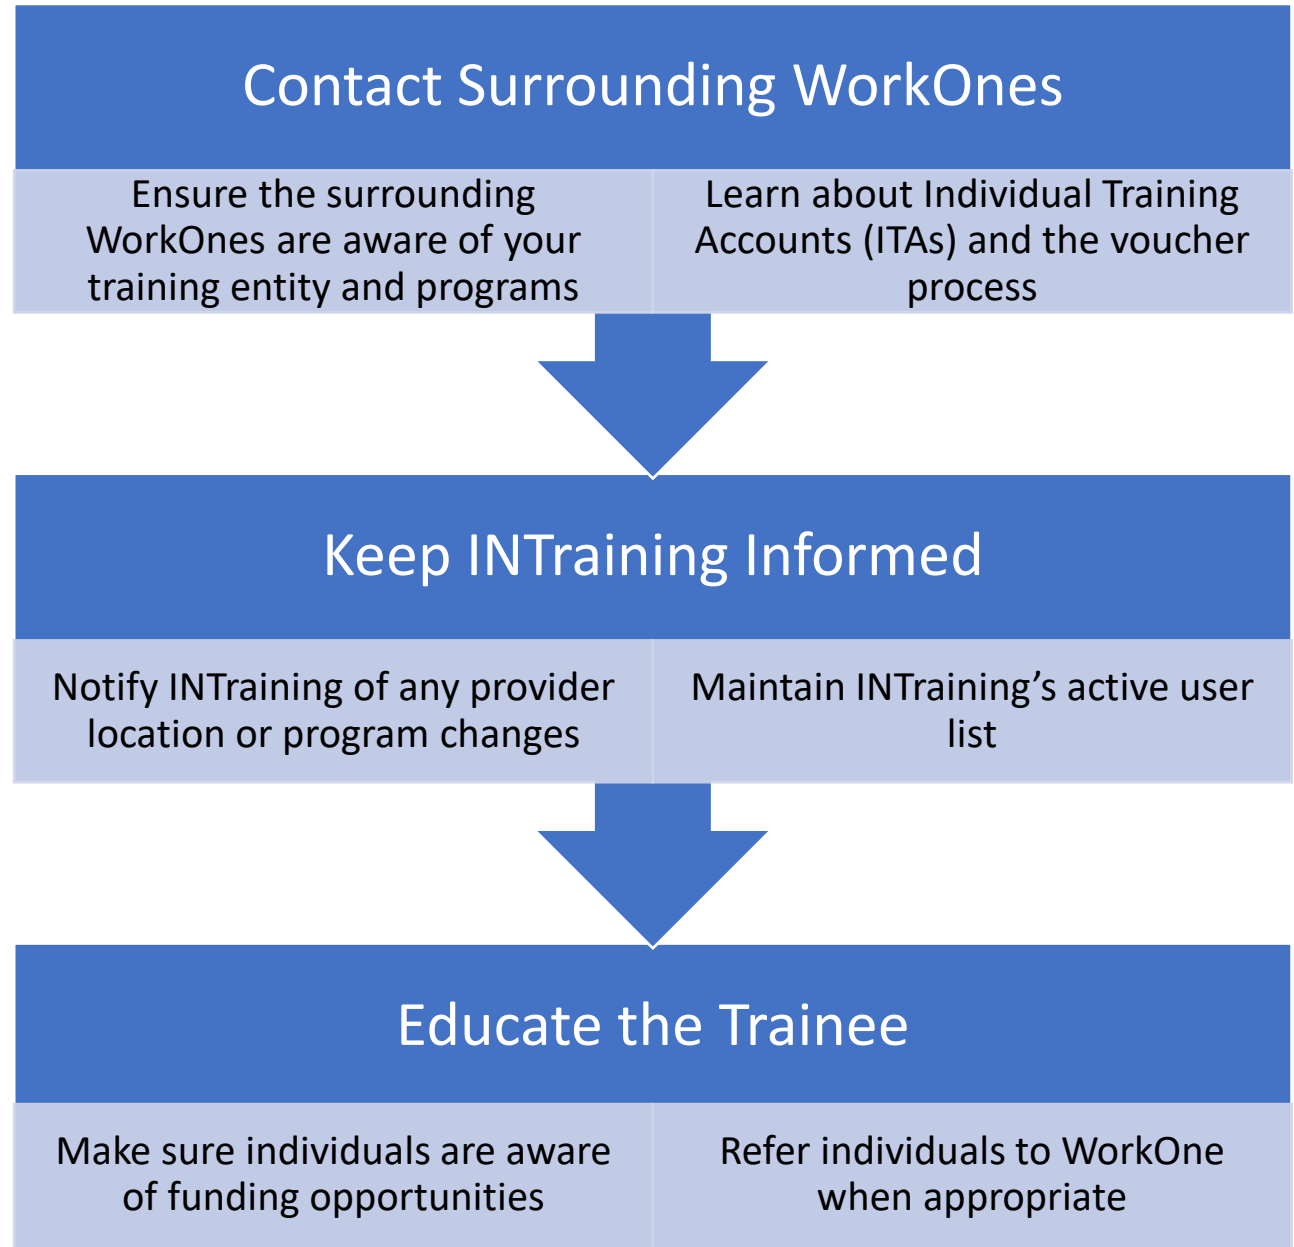 Contact Surrounding WorkOnes
Ensure the surrounding
WorkOnes are aware of your
training entity and programs
Learn about Individual Training
Accounts (ITAs) and the voucher
process
Keep INTraining Informed
Notify INTraining of any provider
location or program changes
Maintain INTraining’s active user
list
Educate the Trainee
Make sure individuals are aware
of funding opportunities
Refer individuals to WorkOne
when appropriate